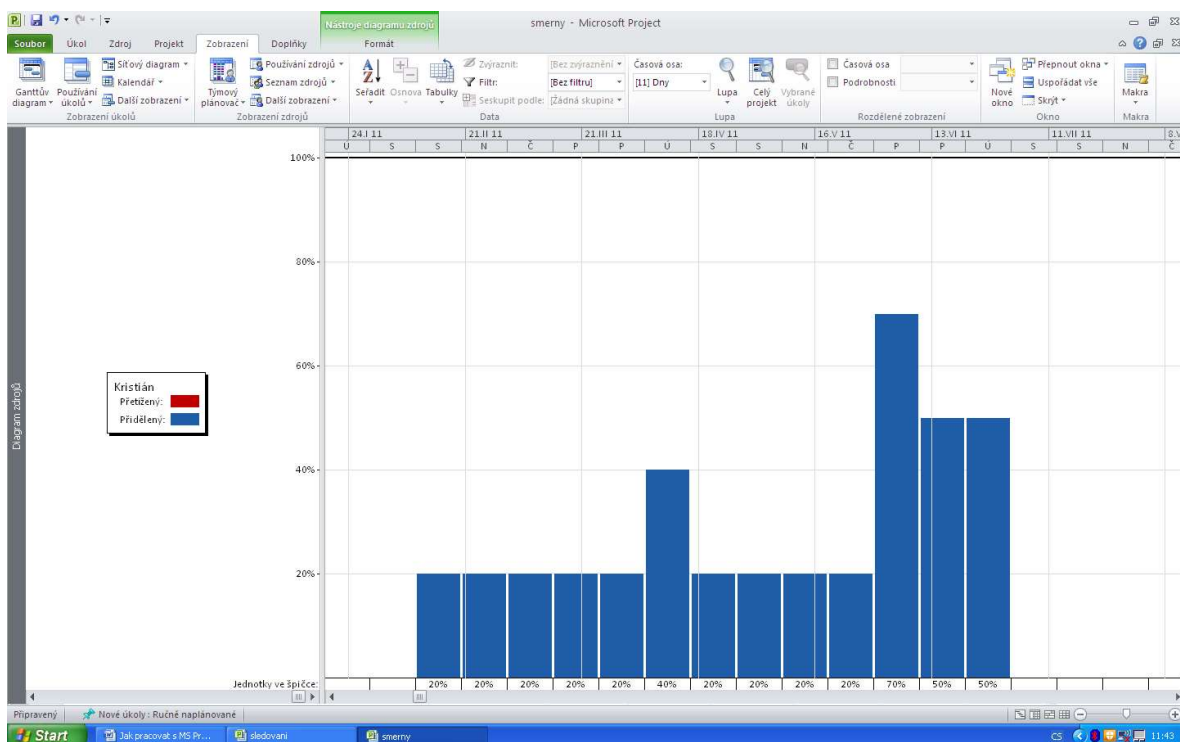 Nástroje diagramu zdrojů
smerny - Microsoft Project
Soubor Úkol Zdroj Projekt Zobrazení Doplňky Formát
Ganttův diagram
Používání úkolů
Síťový diagram
Kalendář
Další zobrazení
Zobrazení úkolů
Týmový plánovač
Používání zdrojů
Seznam zdrojů
Další zobrazení
Zobrazení zdrojů
Seřadit
Osnova
Tabulky
Zvýraznit: [Bez zvýraznění
Filtr: [Bez filtru]
Seskupit podle: [Žádná skupina
Data
Časová osa:
[11] Dny
Lupa
Celý projekt
Vybrané úkoly
Lupa
Časová osa
Podrobnosti
Rozdělené zobrazení
Nové okno
Přepnout okna
Uspořádat vše
Skrýt
Okno
Makra
Makra
24.I 11 21.II 11 21.III 11 18.IV 11 16.V 11 13.VI 11 11.VII 11 8.V
Ú S S N Č P P Ú S S N Č P P Ú S S N Č
100%
80%
60%
40%
20%
Diagram zdrojů
Kristián
Přetížený:
Přidělený:
Jednotky ve špičce: 20% 20% 20% 20% 20% 40% 20% 20% 20% 20% 70% 50% 50%
Připravený Nové úkoly : Ručně naplánované
Start Jak pracovat s MS Pr... sledovani smerny CS 11:43